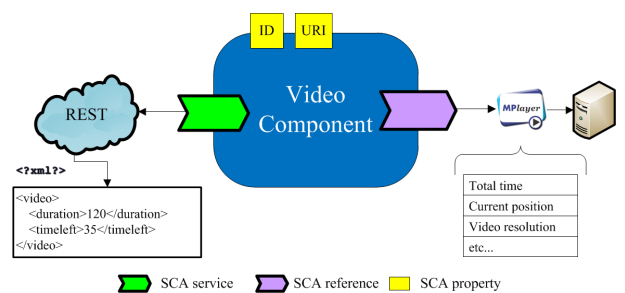 ID
URI
Video
Component
REST
MPlayer
<?xml?>
<video>
<duration>120</duration>
<timeleft>35</timeleft>
</video>
Total time
Current position
Video resolution
etc...
SCA service
SCA reference
SCA property